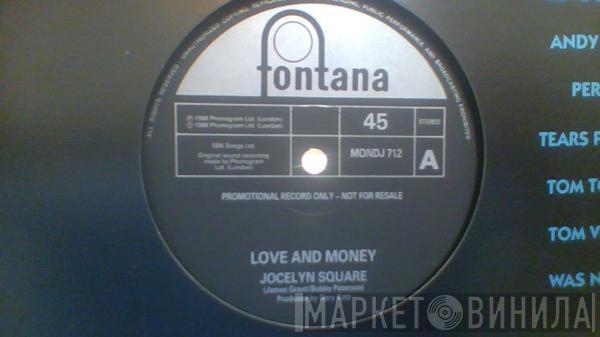 ALL RIGHTS RESERVED · UNAUTHORIZED COPYING, REPRODUCTION, PUBLIC PERFORMANCE AND BROADCASTING PROHIBITED
fontana
℗ 1988 Phonogram Ltd. (London)
© 1988 Phonogram Ltd. (London)
45
STEREO
SBK Songs Ltd.
Original sound recording
made by Phonogram
Ltd. (London)
MONDJ 712
A
PROMOTIONAL RECORD ONLY – NOT FOR RESALE
LOVE AND MONEY
JOCELYN SQUARE
(James Grant/Bobby Paterson)
ANDY
PER
TEARS F
TOM TO
TOM V
WAS N
МАРКЕТ ВИНИЛА